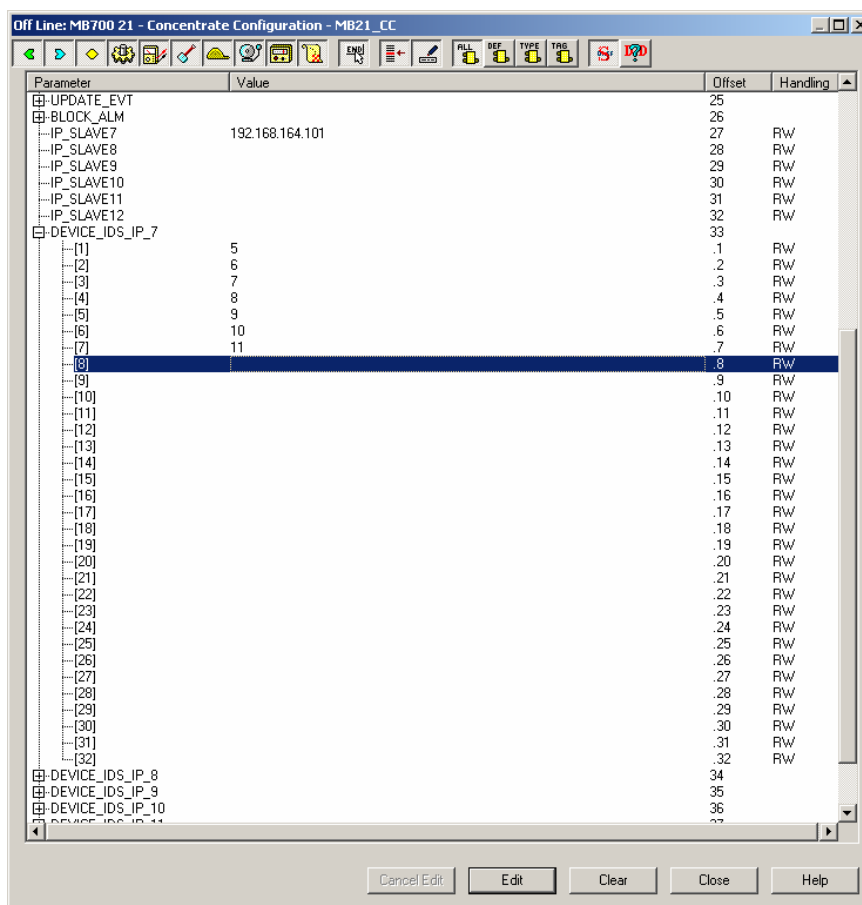 Off Line: MB700 21 - Concentrate Configuration - MB21_CC
END ALL DEF TYPE TAG
Parameter Value Offset Handling
UPDATE_EVT 25
BLOCK_ALM 26
IP_SLAVE7 192.168.164.101 27 RW
IP_SLAVE8 28 RW
IP_SLAVE9 29 RW
IP_SLAVE10 30 RW
IP_SLAVE11 31 RW
IP_SLAVE12 32 RW
DEVICE_IDS_IP_7 33
[1] 5 .1 RW
[2] 6 .2 RW
[3] 7 .3 RW
[4] 8 .4 RW
[5] 9 .5 RW
[6] 10 .6 RW
[7] 11 .7 RW
[8] .8 RW
[9] .9 RW
[10] .10 RW
[11] .11 RW
[12] .12 RW
[13] .13 RW
[14] .14 RW
[15] .15 RW
[16] .16 RW
[17] .17 RW
[18] .18 RW
[19] .19 RW
[20] .20 RW
[21] .21 RW
[22] .22 RW
[23] .23 RW
[24] .24 RW
[25] .25 RW
[26] .26 RW
[27] .27 RW
[28] .28 RW
[29] .29 RW
[30] .30 RW
[31] .31 RW
[32] .32 RW
DEVICE_IDS_IP_8 34
DEVICE_IDS_IP_9 35
DEVICE_IDS_IP_10 36
DEVICE_IDS_IP_11 37
Cancel Edit Edit Clear Close Help